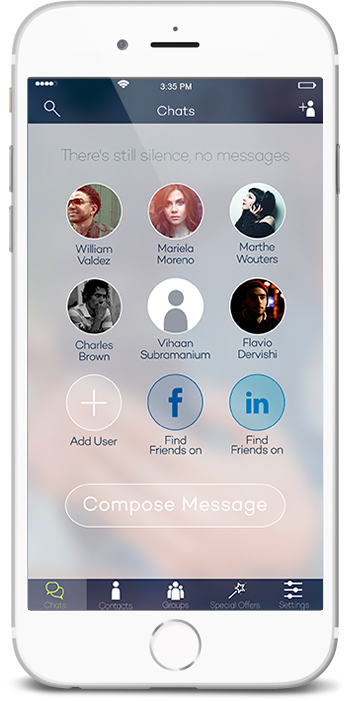 3:35 PM
Chats
There's still silence, no messages
William
Valdez
Mariela
Moreno
Marthe
Wouters
Charles
Brown
Vihaan
Subramanium
Flavio
Dervishi
f
in
Add User
Find
Friends on
Find
Friends on
Compose Message
Chats
Contacts
Groups
Special Offers
Settings